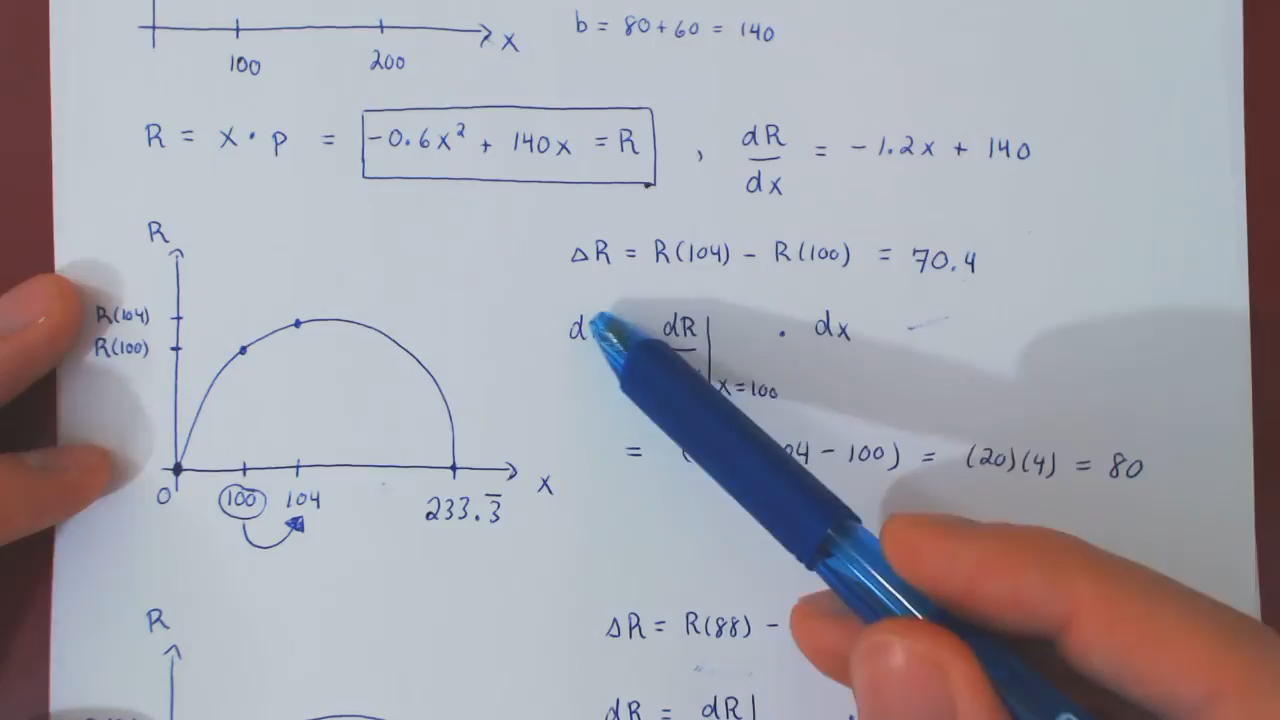 100 200 x
b = 80 + 60 = 140
R = x · p = -0.6x² + 140x = R , dR/dx = -1.2x + 140
R
R(104)
R(100)
0 100 104 233.3̅ x
ΔR = R(104) - R(100) = 70.4
dR | x=100 · dx
= 04 - 100) = (20)(4) = 80
R
ΔR = R(88) -
dR = dR|